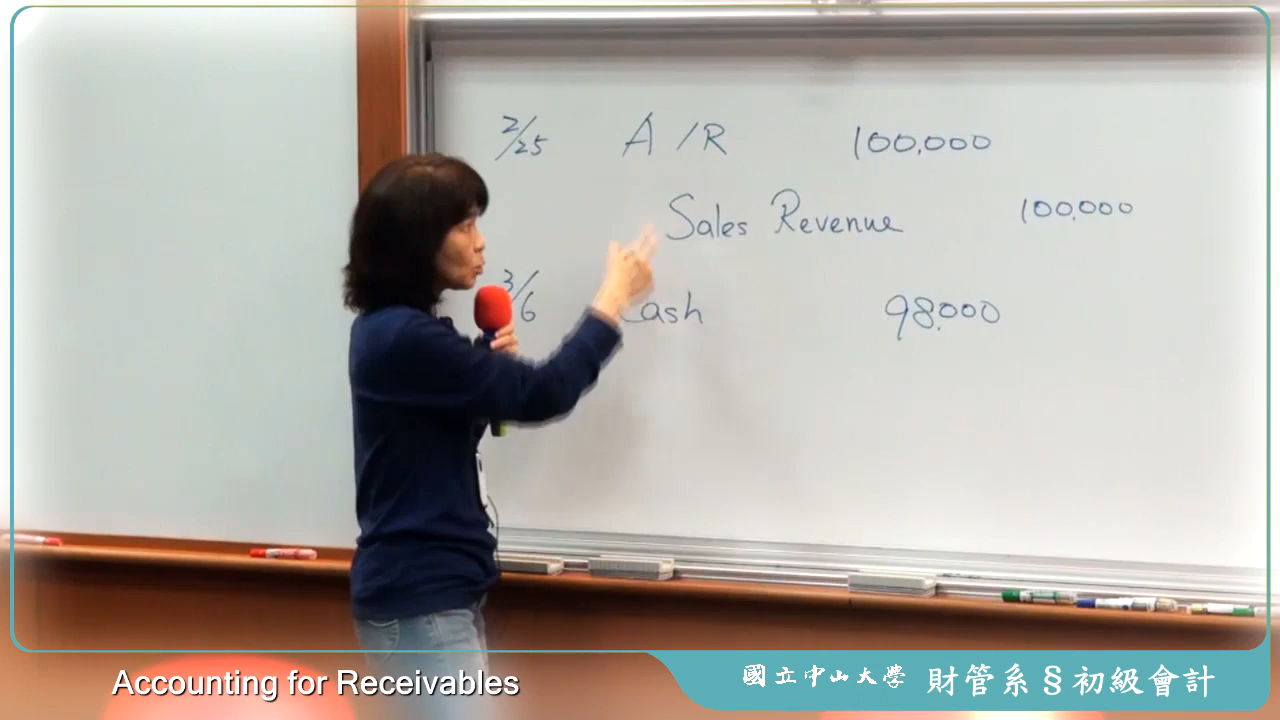 2/25 A/R 100,000
Sales Revenue 100,000
3/6 Cash 98,000
Accounting for Receivables
國立中山大學 財管系§初級會計